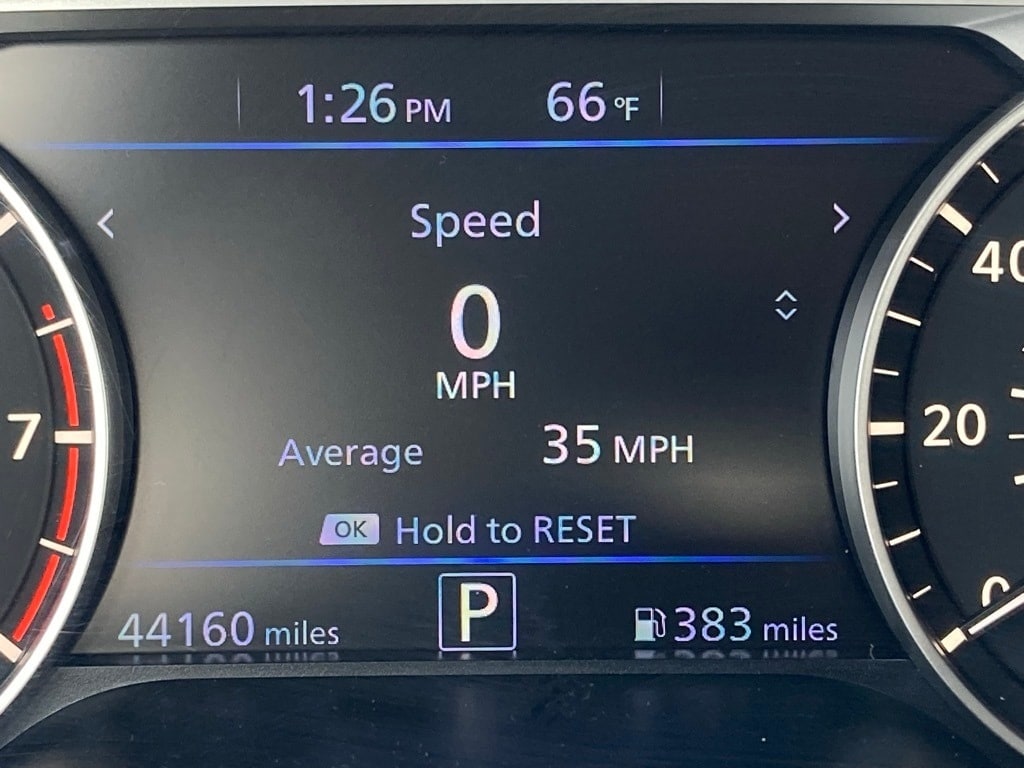 1:26 PM 66 °F
< Speed >
0
MPH
Average 35 MPH
OK Hold to RESET
44160 miles P 383 miles
7
40
20
0